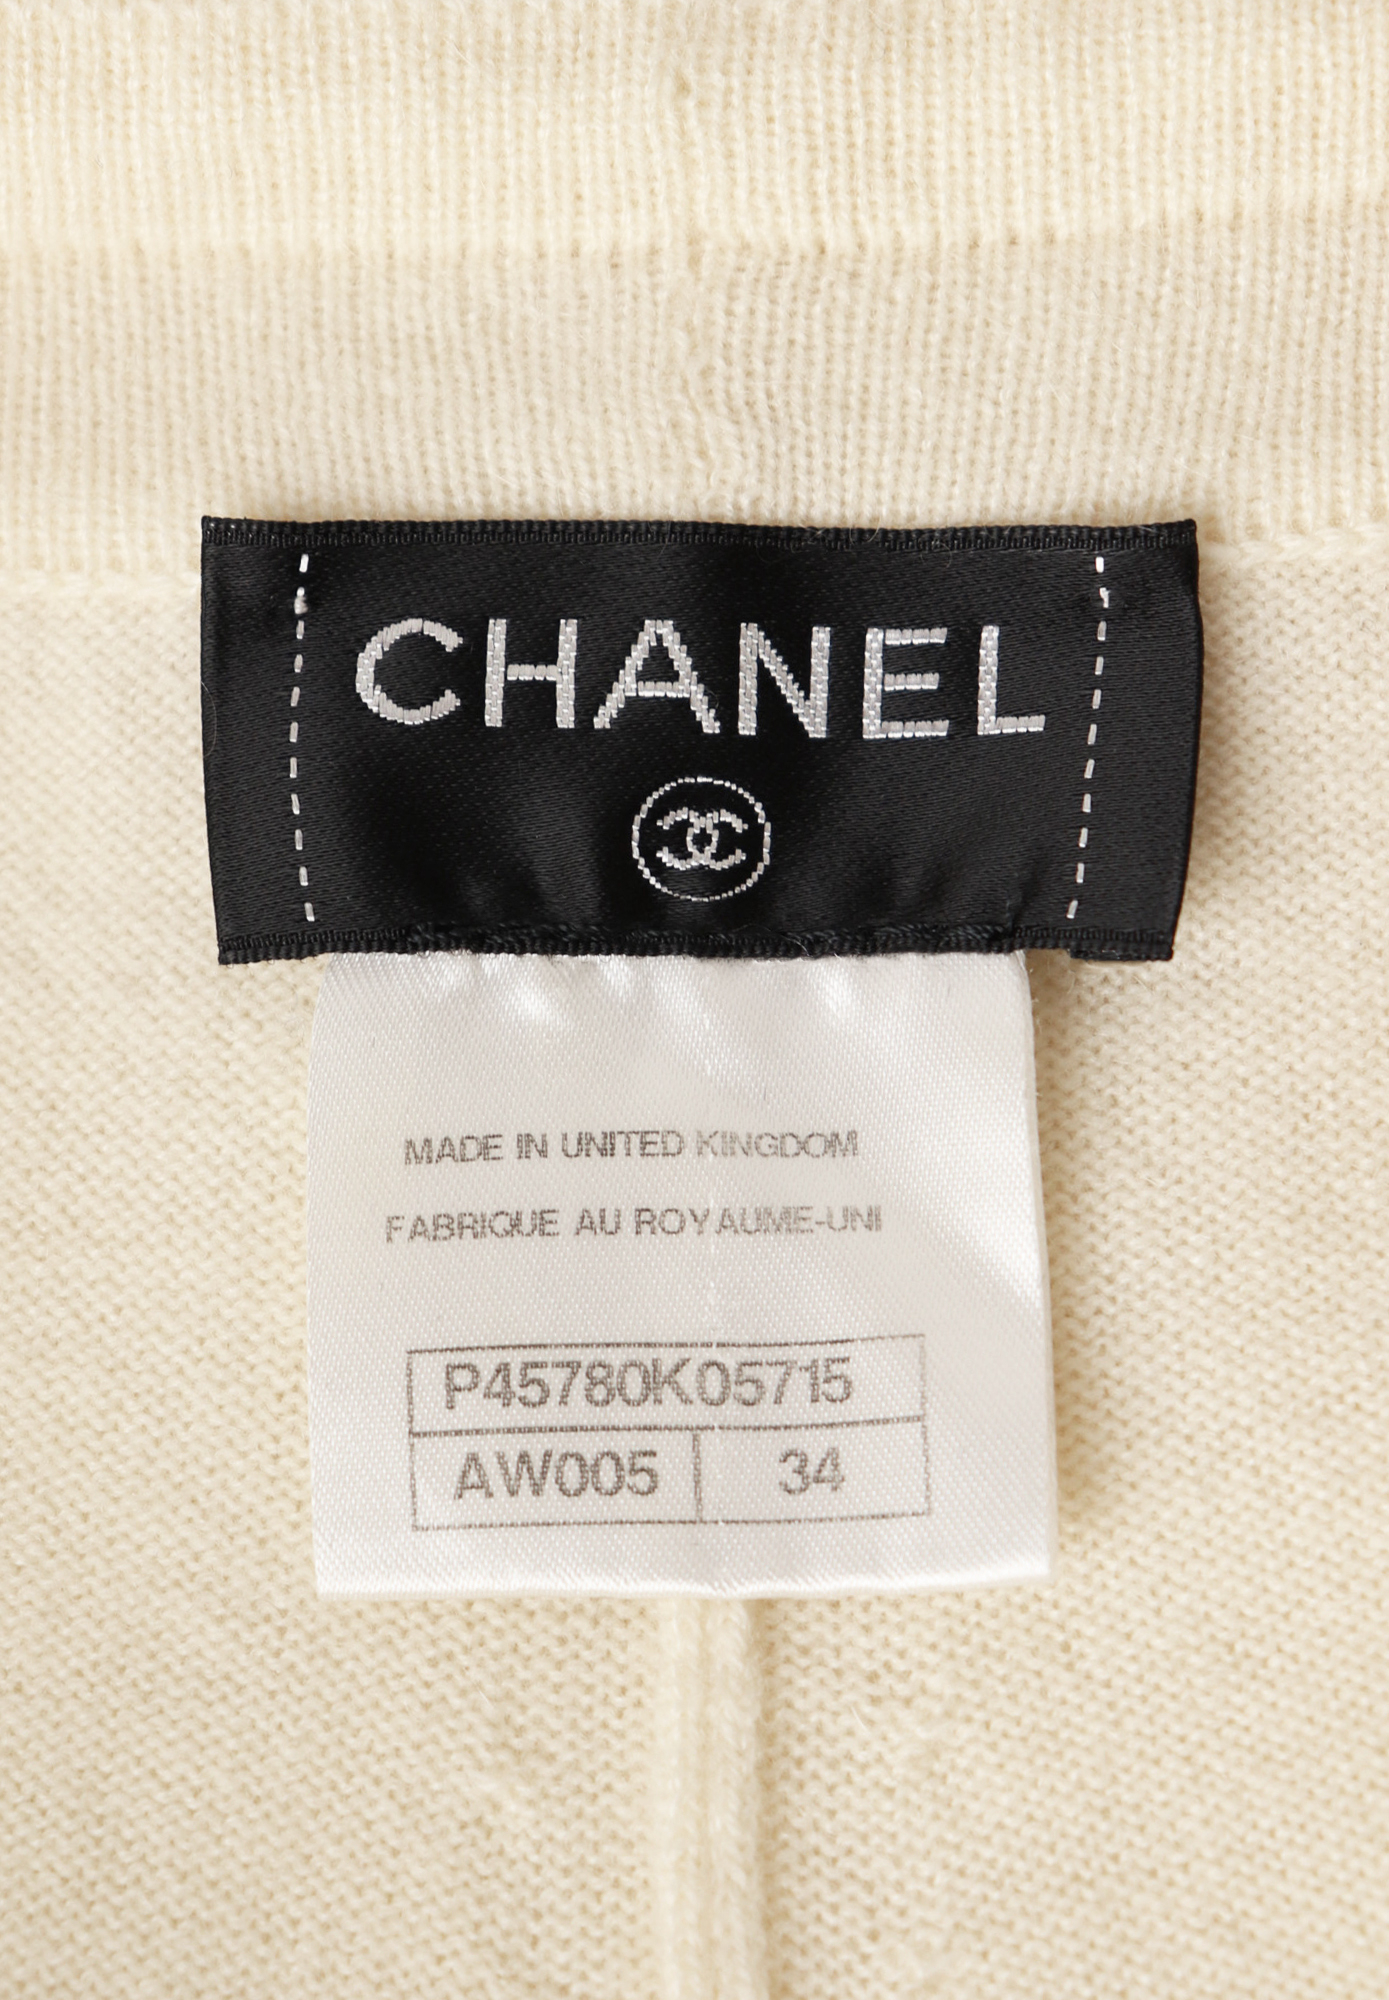 CHANEL
MADE IN UNITED KINGDOM
FABRIQUE AU ROYAUME-UNI
P45780K05715
AW005 34